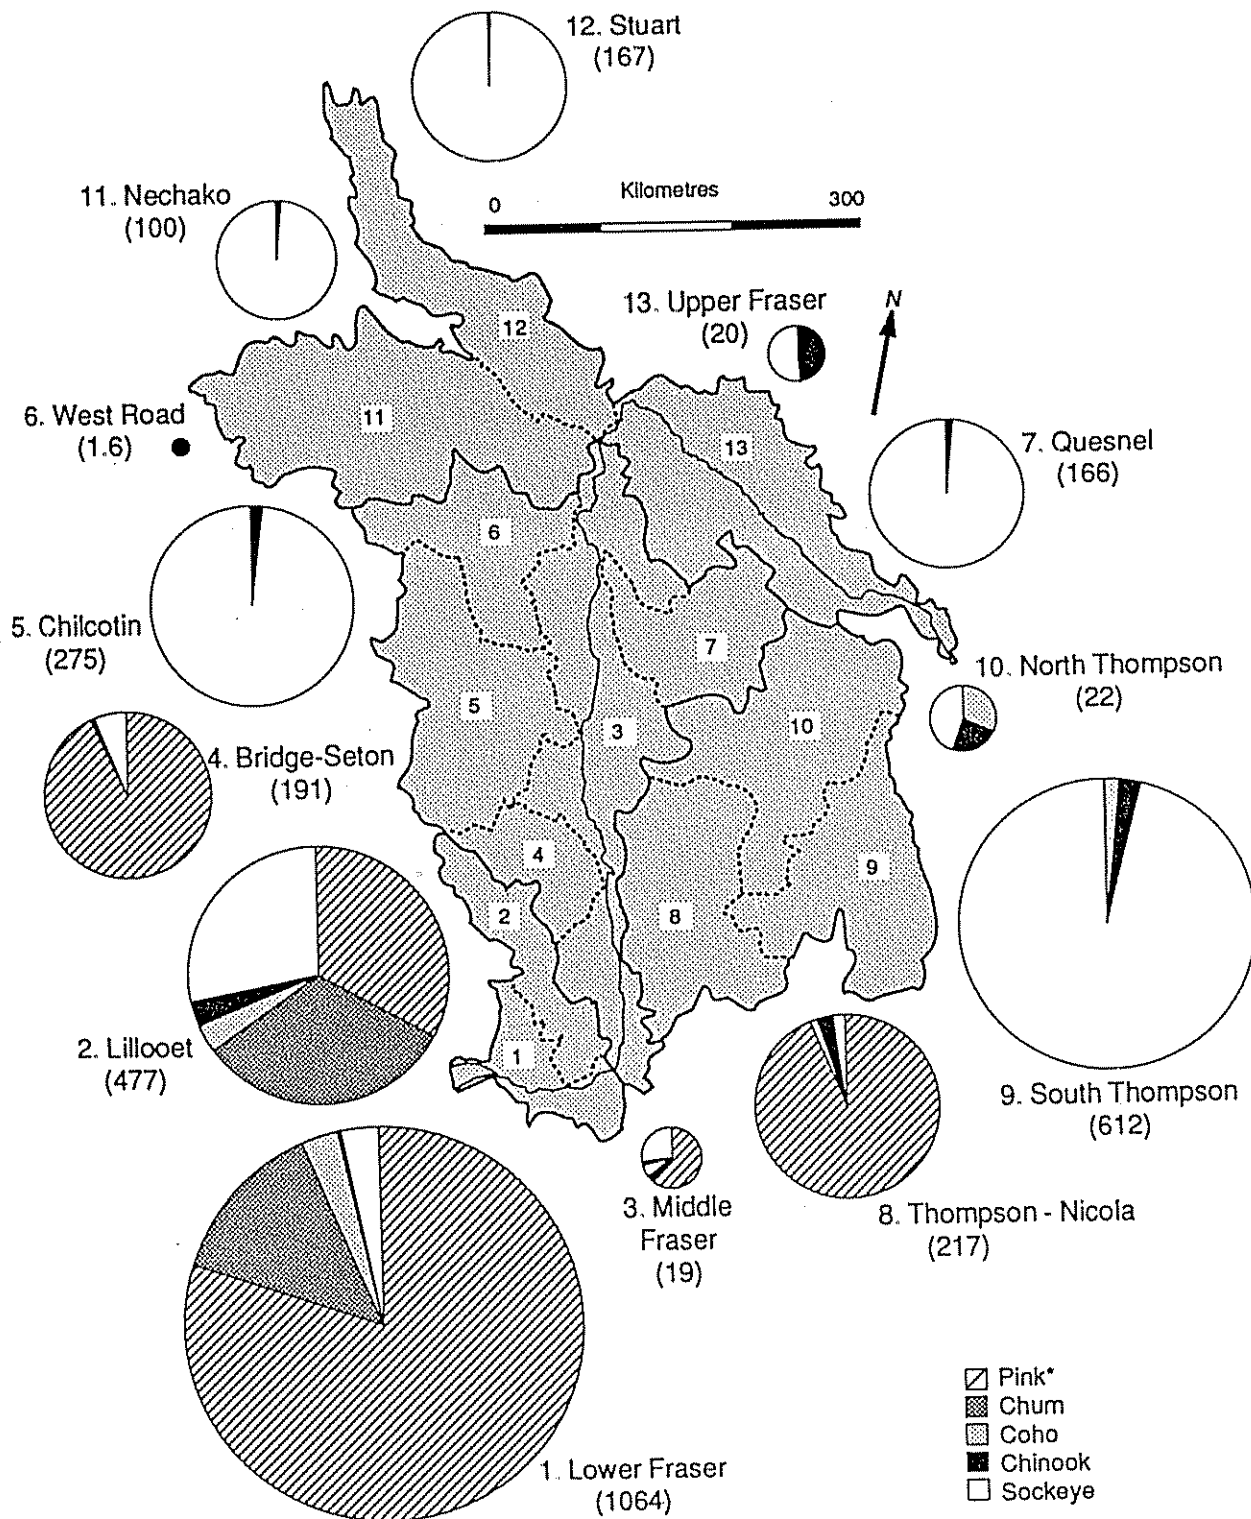 12. Stuart
(167)
11. Nechako
(100)
Kilometres
0
300
13. Upper Fraser
(20)
N
6. West Road
(1.6)
7. Quesnel
(166)
5. Chilcotin
(275)
10. North Thompson
(22)
4. Bridge-Seton
(191)
2. Lillooet
(477)
9. South Thompson
(612)
3. Middle
Fraser
(19)
8. Thompson - Nicola
(217)
1. Lower Fraser
(1064)
12
11
13
6
7
5
3
10
4
2
8
9
1
Pink*
Chum
Coho
Chinook
Sockeye